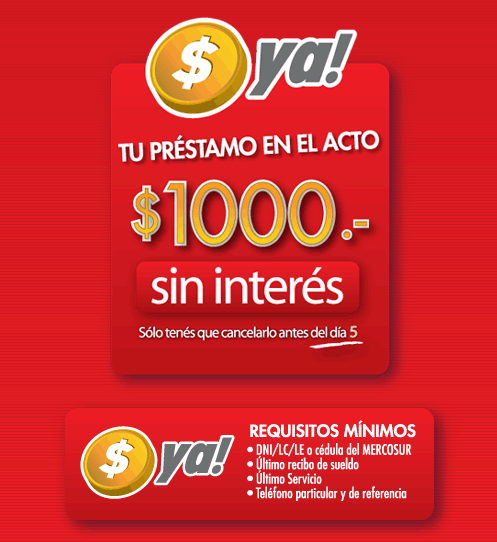 $ ya!
TU PRÉSTAMO EN EL ACTO
$1000.-
sin interés
Sólo tenés que cancelarlo antes del día 5
$ ya!
REQUISITOS MÍNIMOS
• DNI/LC/LE o cédula del MERCOSUR
• Último recibo de sueldo
• Último Servicio
• Teléfono particular y de referencia